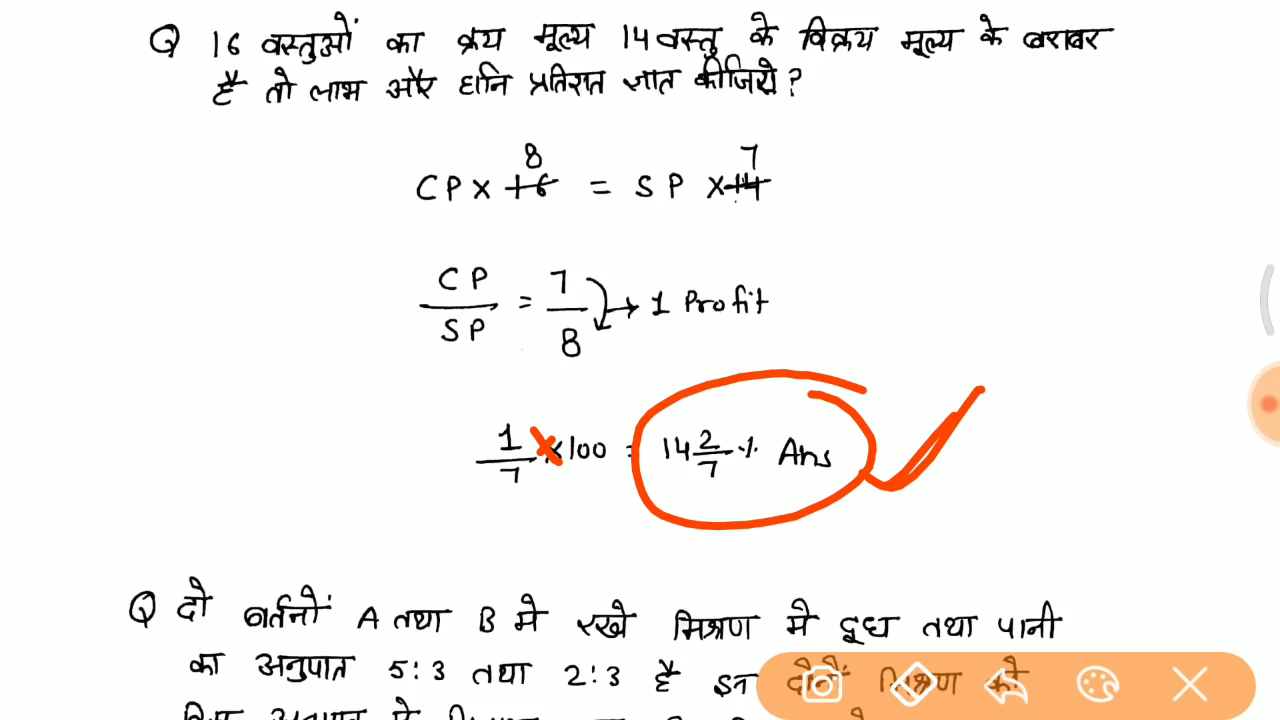 Q 16 वस्तुओं का क्रय मूल्य 14 वस्तु के विक्रय मूल्य के बराबर
है तो लाभ और हानि प्रतिशत ज्ञात कीजिये?
8 7
CP x 16 = SP x 14
CP / SP = 7 / 8 → 1 Profit
1/7 x 100 = 14 2/7 % Ans
Q दो बर्तनों A तथा B मे रखे मिश्रण मे दूध तथा पानी
का अनुपात 5:3 तथा 2:3 है इन दोनों मिश्रण को